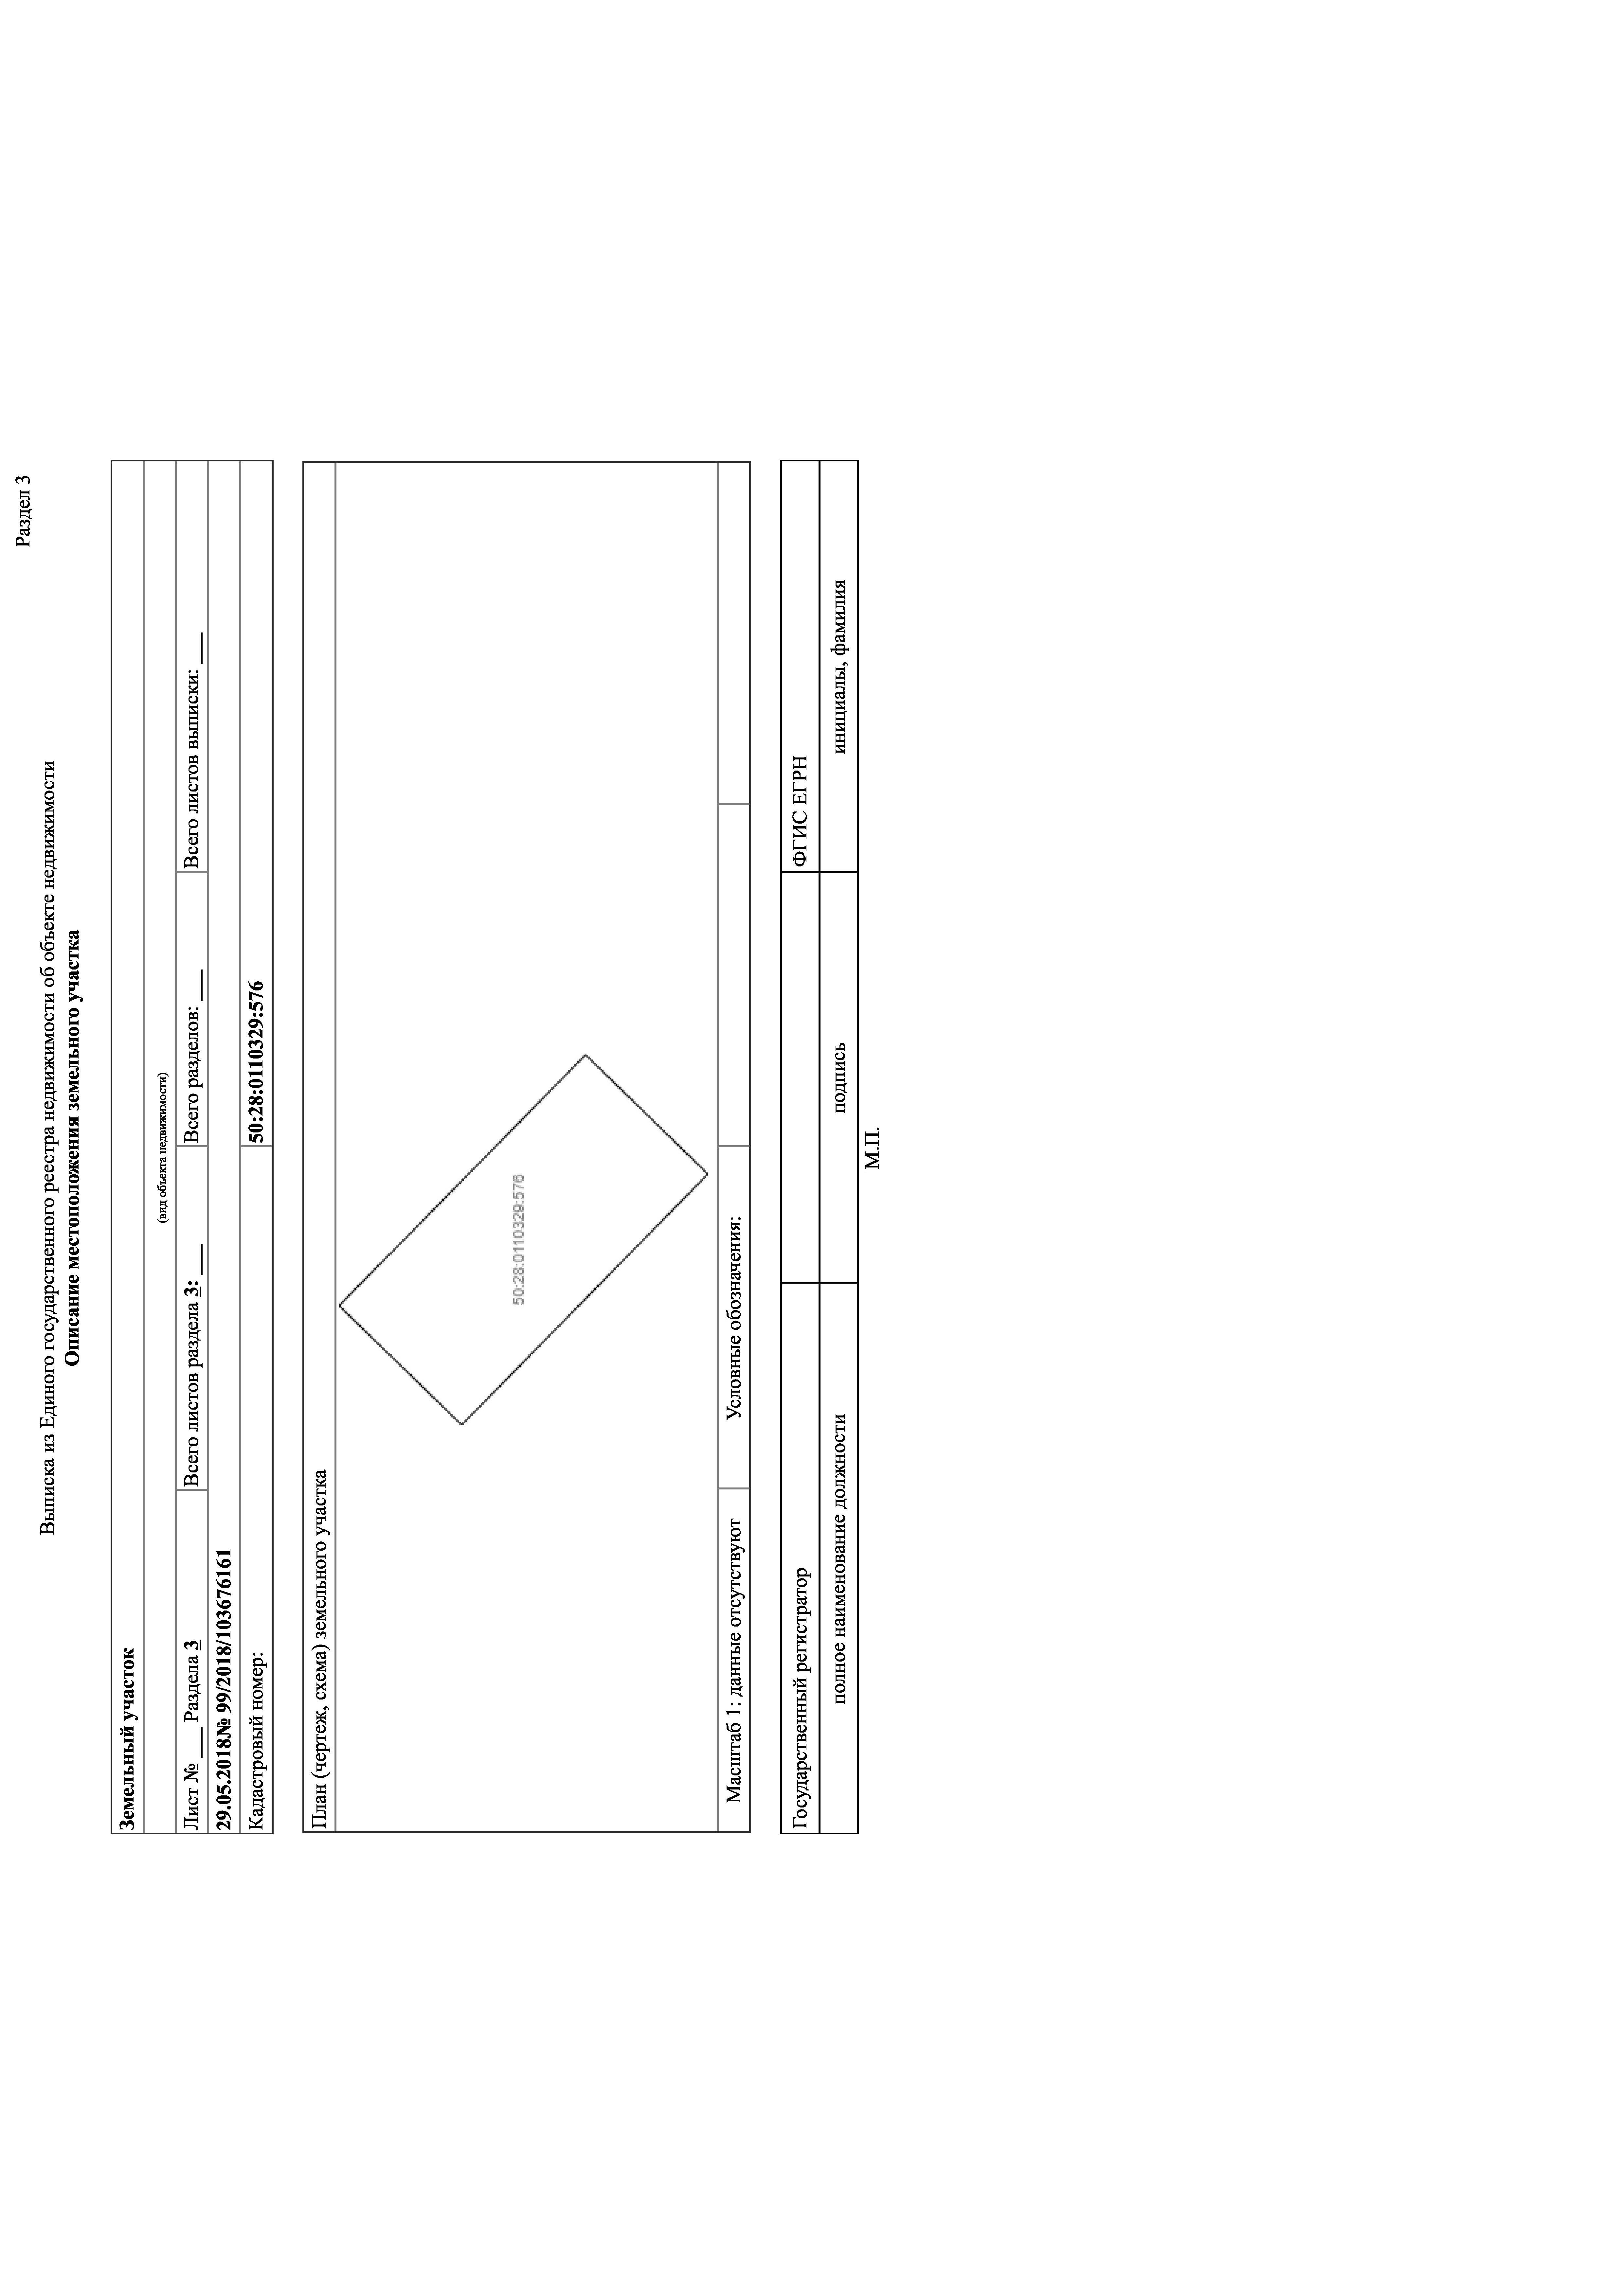 Раздел 3
Выписка из Единого государственного реестра недвижимости об объекте недвижимости
Описание местоположения земельного участка
Земельный участок
(вид объекта недвижимости)
Лист № ___ Раздела 3 Всего листов раздела 3: ___ Всего разделов: ___ Всего листов выписки: ___
29.05.2018№ 99/2018/103676161
Кадастровый номер: 50:28:0110329:576
План (чертеж, схема) земельного участка
50:28:0110329:576
Масштаб 1: данные отсутствуют Условные обозначения:
Государственный регистратор ФГИС ЕГРН
полное наименование должности подпись инициалы, фамилия
М.П.